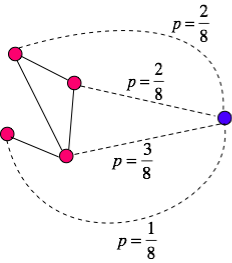 p = 2/8
p = 2/8
p = 3/8
p = 1/8